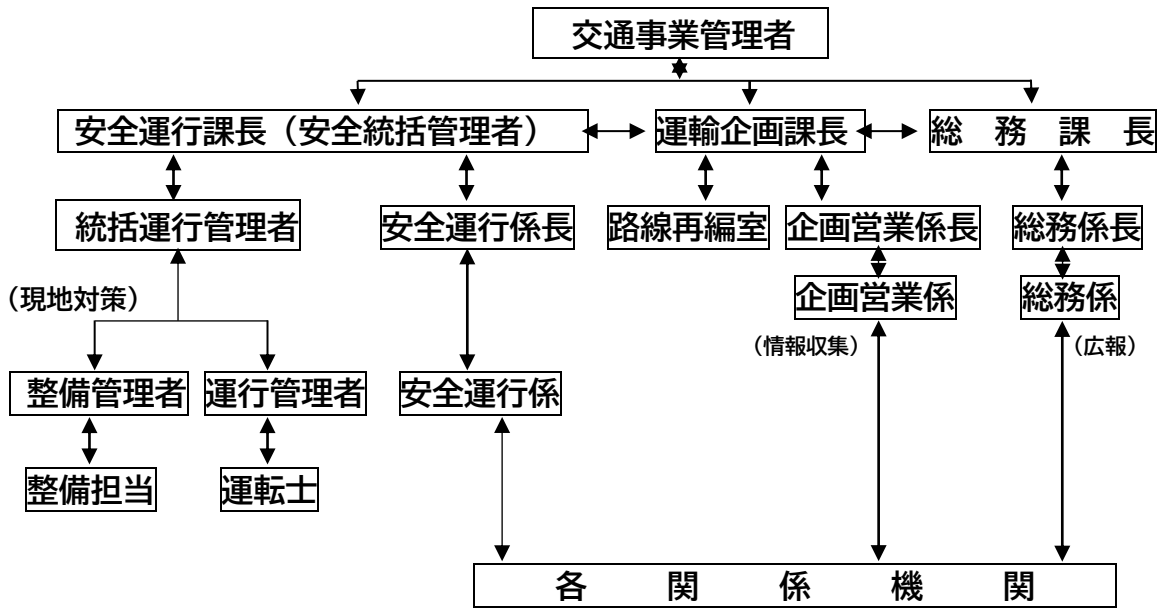 交通事業管理者
安全運行課長（安全統括管理者）
運輸企画課長
総　務　課　長
統括運行管理者
安全運行係長
路線再編室
企画営業係長
総務係長
（現地対策）
企画営業係
総務係
（情報収集）
（広報）
整備管理者
運行管理者
安全運行係
整備担当
運転士
各　関　係　機　関